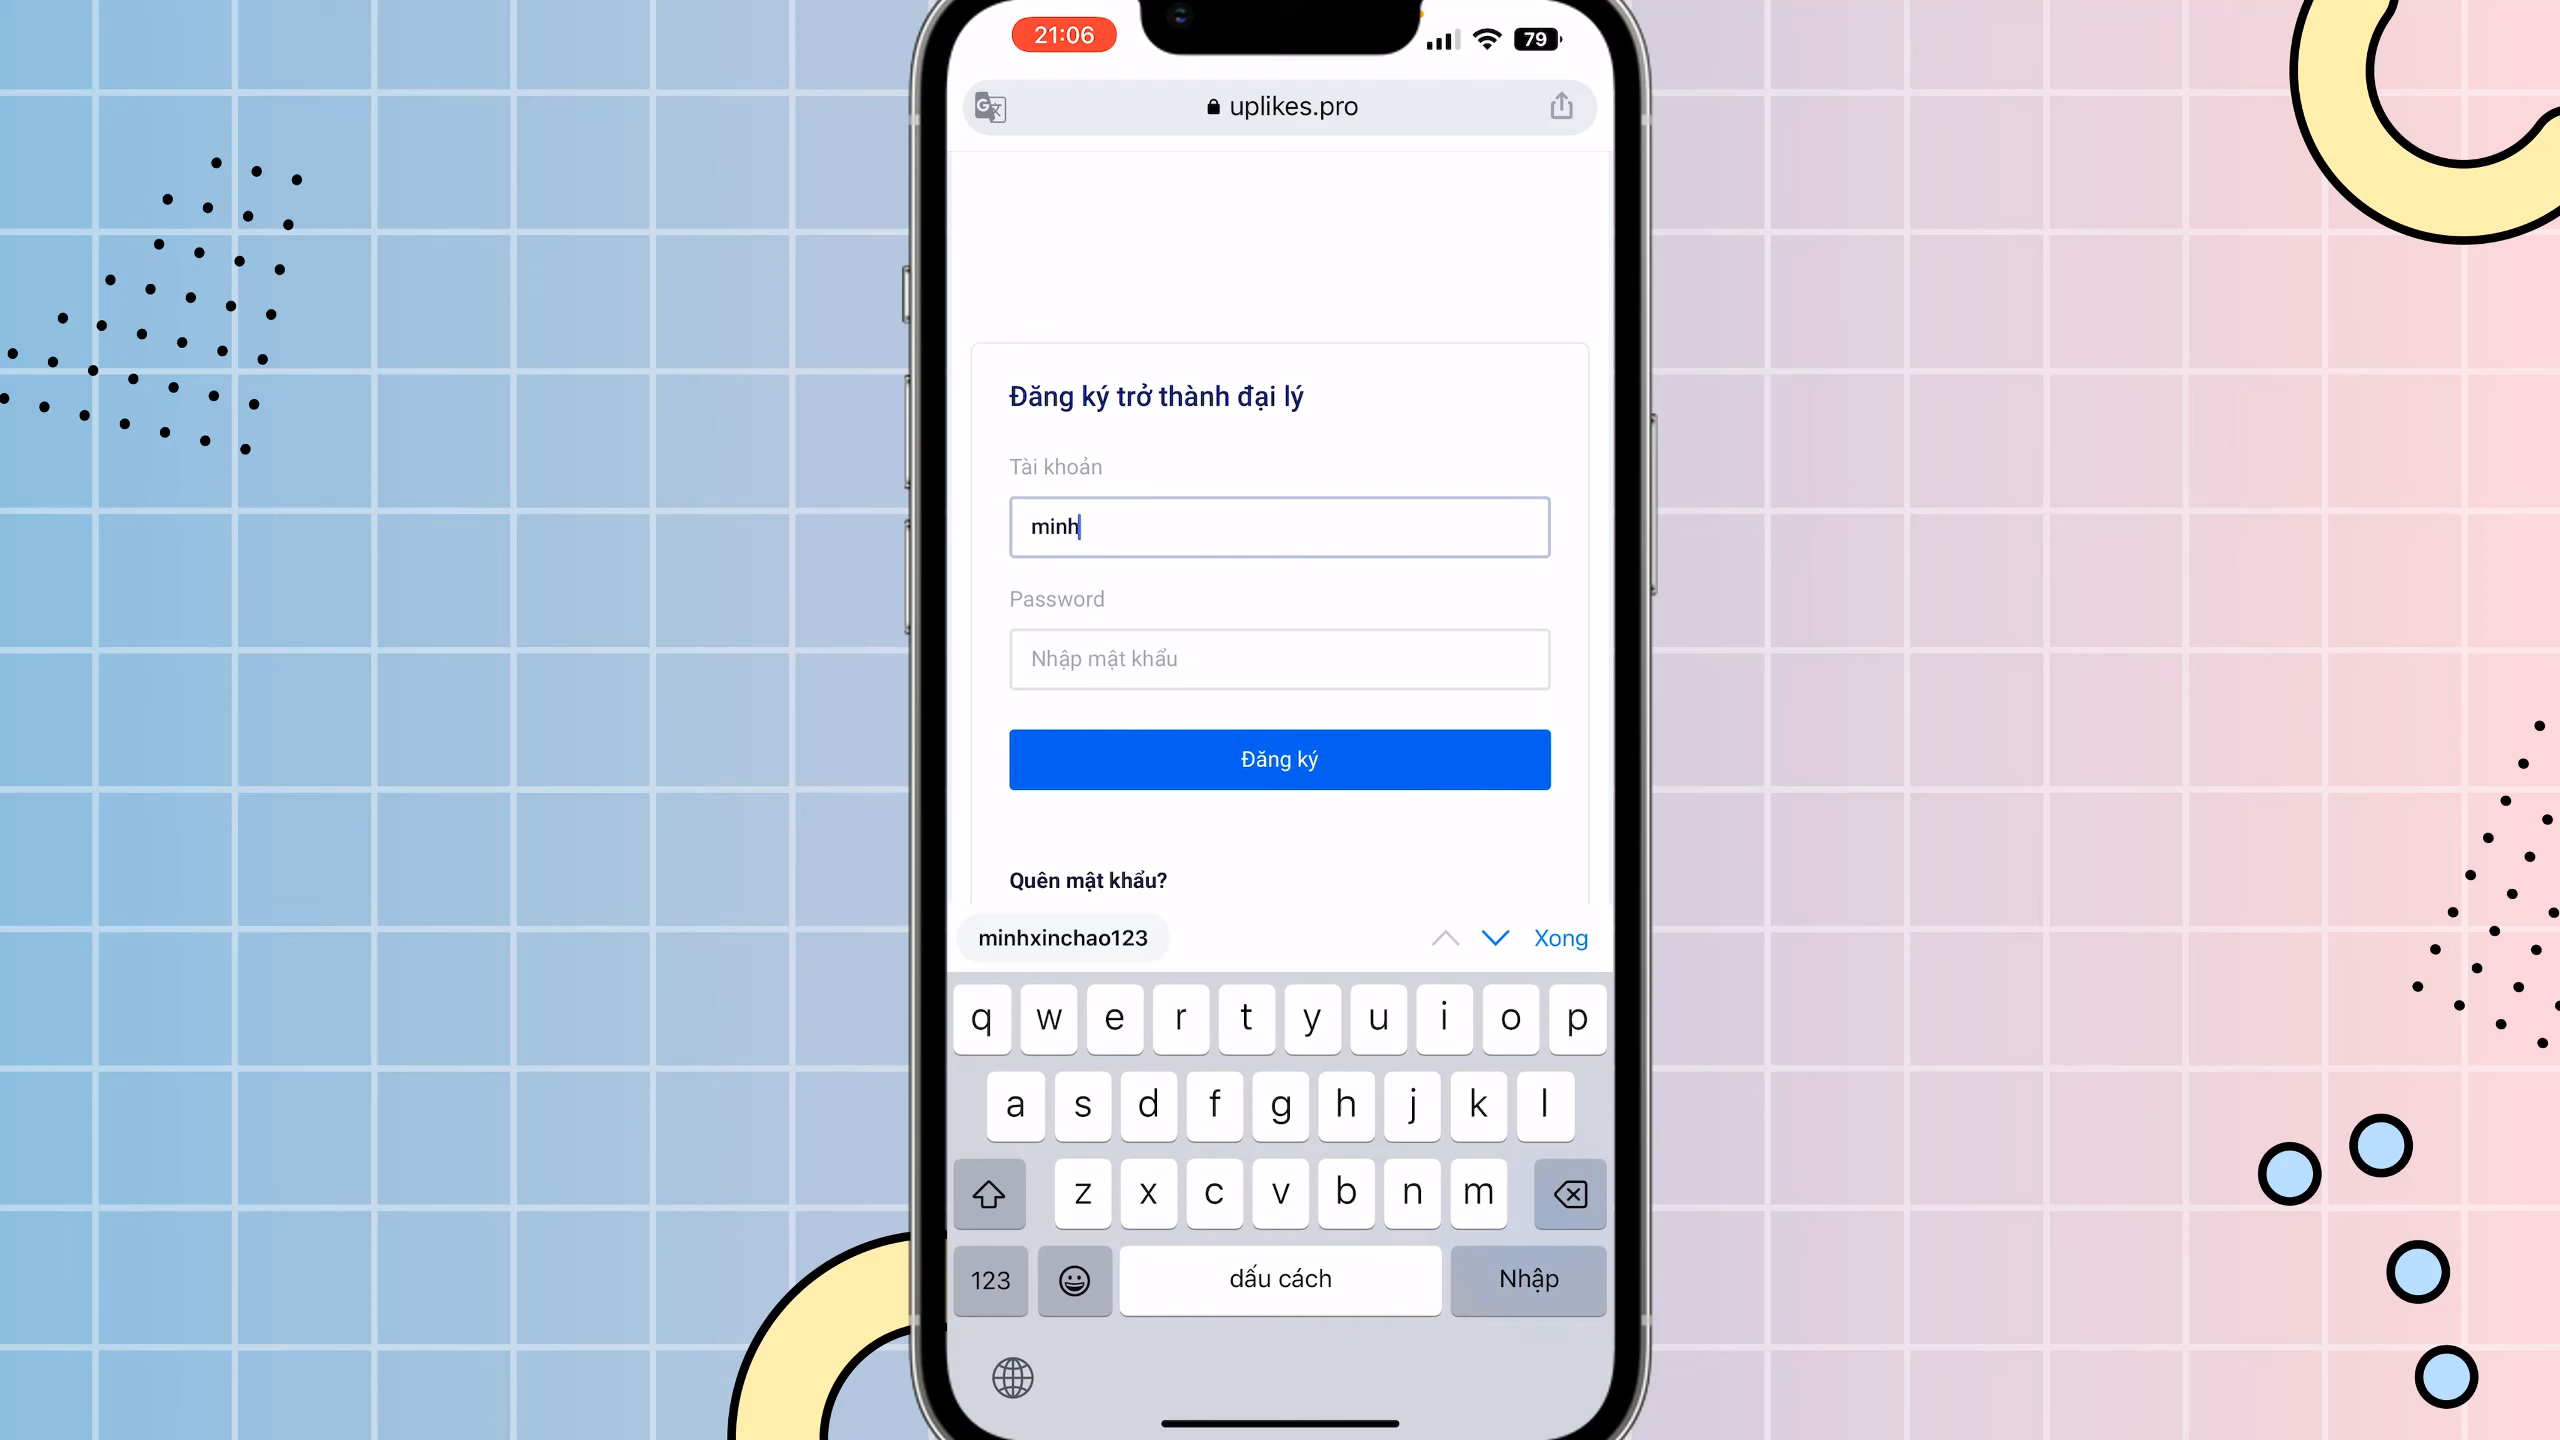 21:06
79
uplikes.pro
Đăng ký trở thành đại lý
Tài khoản
minh
Password
Nhập mật khẩu
Đăng ký
Quên mật khẩu?
minhxinchao123
Xong
q w e r t y u i o p
a s d f g h j k l
z x c v b n m
123
dấu cách
Nhập